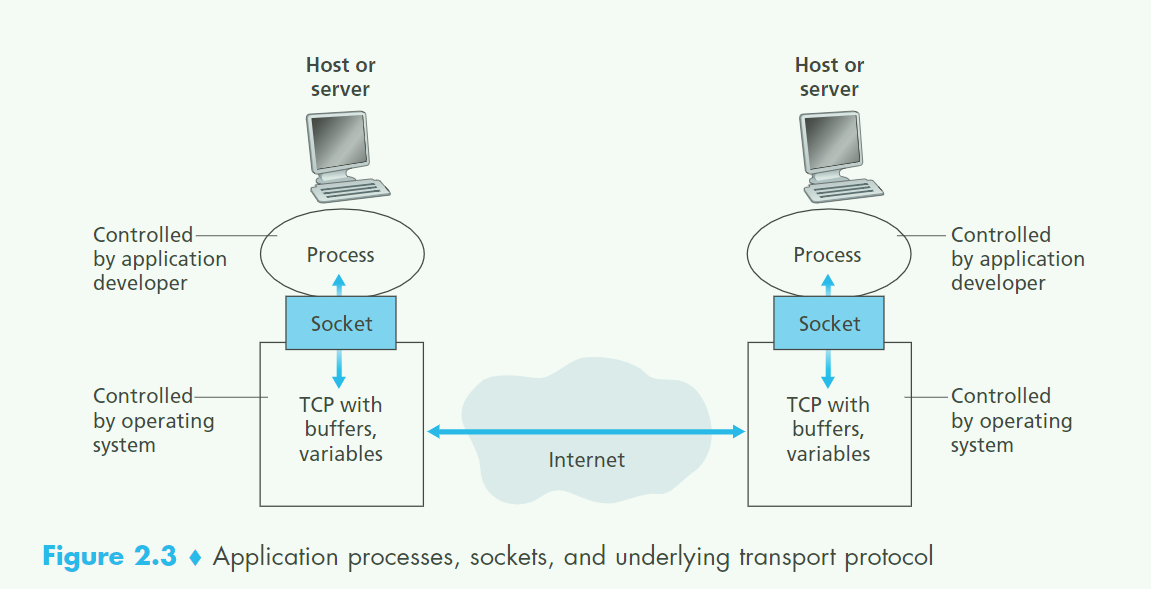 Host or
server
Host or
server
Controlled
by application
developer
Process
Process
Controlled
by application
developer
Socket
Socket
Controlled
by operating
system
TCP with
buffers,
variables
Internet
TCP with
buffers,
variables
Controlled
by operating
system
Figure 2.3 ♦ Application processes, sockets, and underlying transport protocol